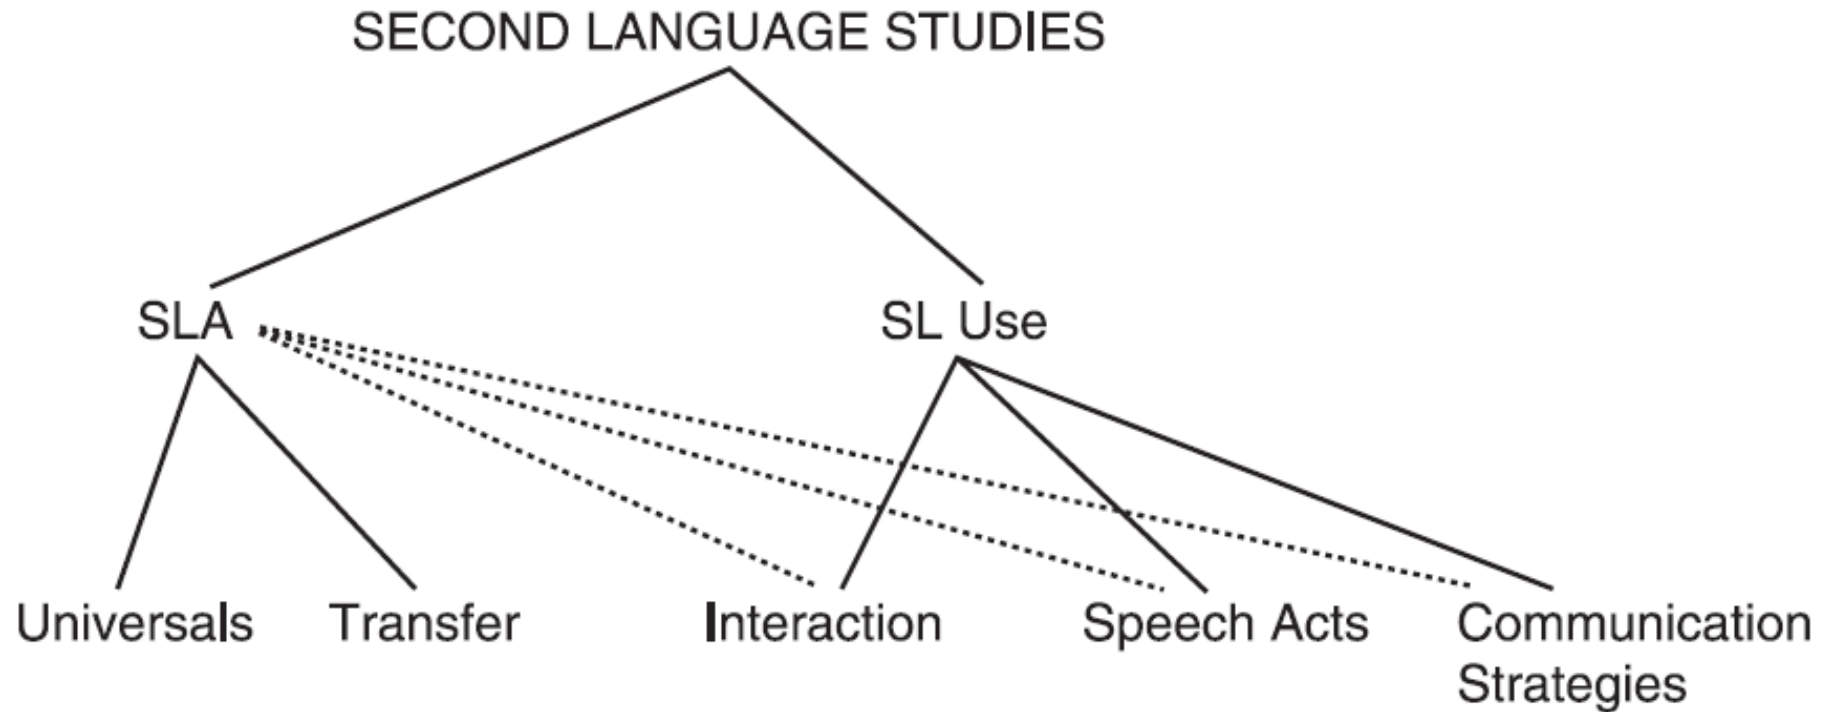 SECOND LANGUAGE STUDIES
SLA
SL Use
Universals
Transfer
Interaction
Speech Acts
Communication
Strategies